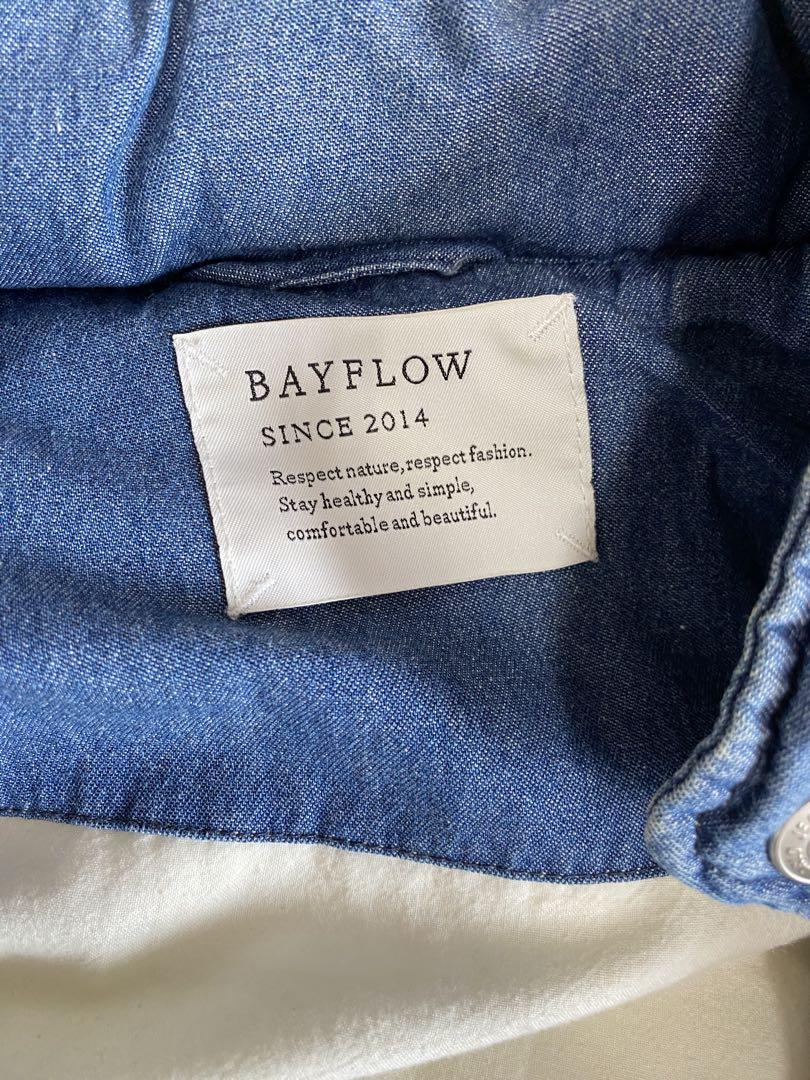 BAYFLOW
SINCE 2014
Respect nature, respect fashion.
Stay healthy and simple,
comfortable and beautiful.